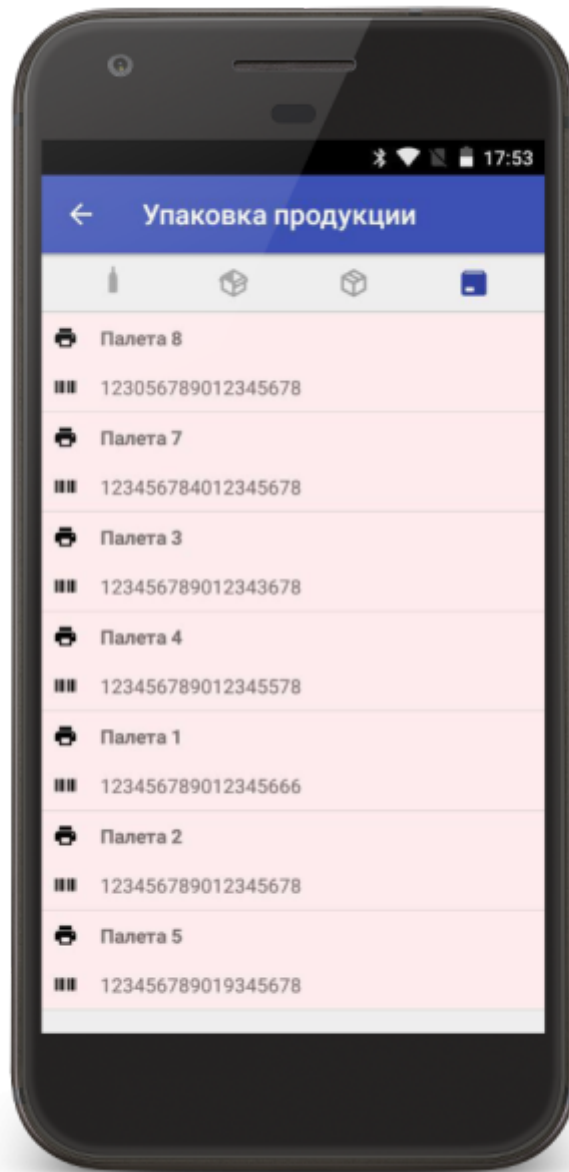 17:53
Упаковка продукции
Палета 8
123056789012345678
Палета 7
123456784012345678
Палета 3
123456789012343678
Палета 4
123456789012345578
Палета 1
123456789012345666
Палета 2
123456789012345678
Палета 5
123456789019345678